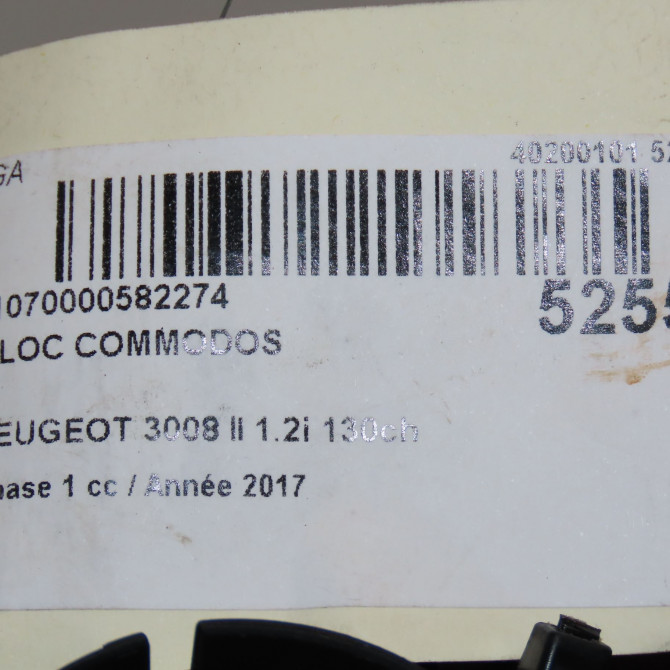 GA
40200101 52
1070000582274
5255
LOC COMMODOS
EUGEOT 3008 II 1.2i 130ch
hase 1 cc / Année 2017